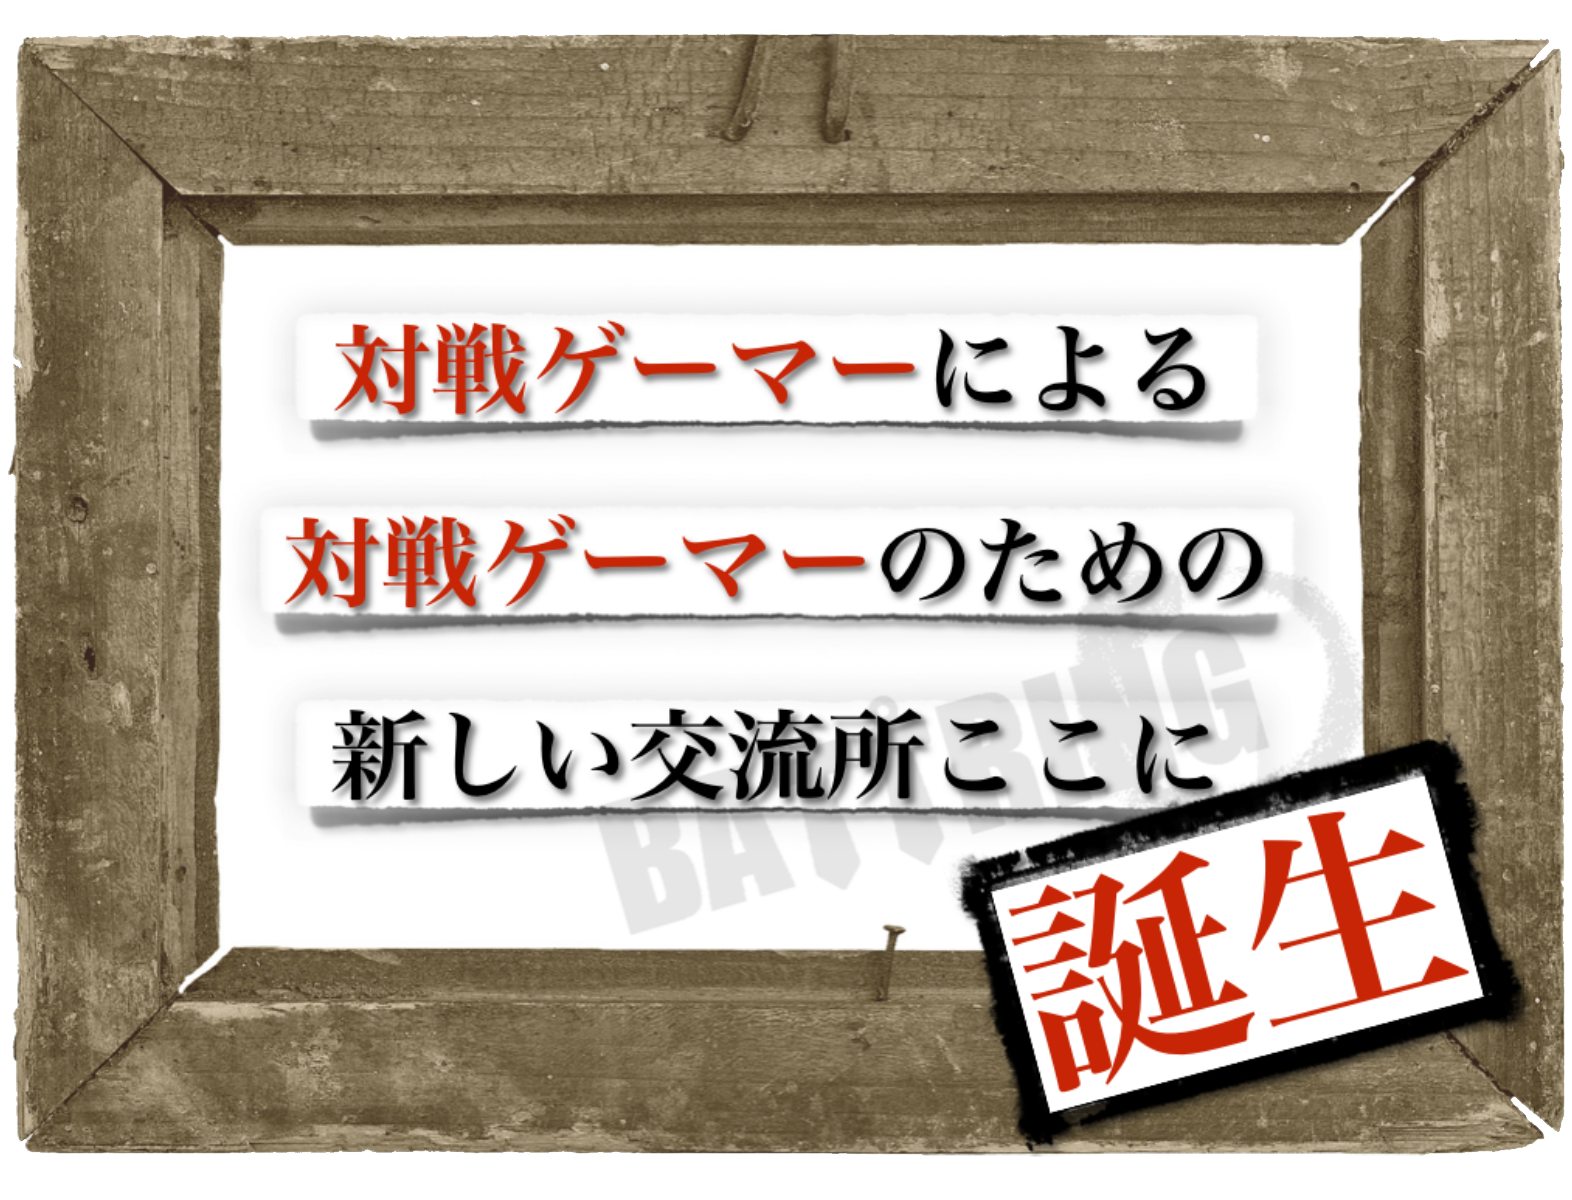 対戦ゲーマーによる
対戦ゲーマーのための
新しい交流所ここに
誕生